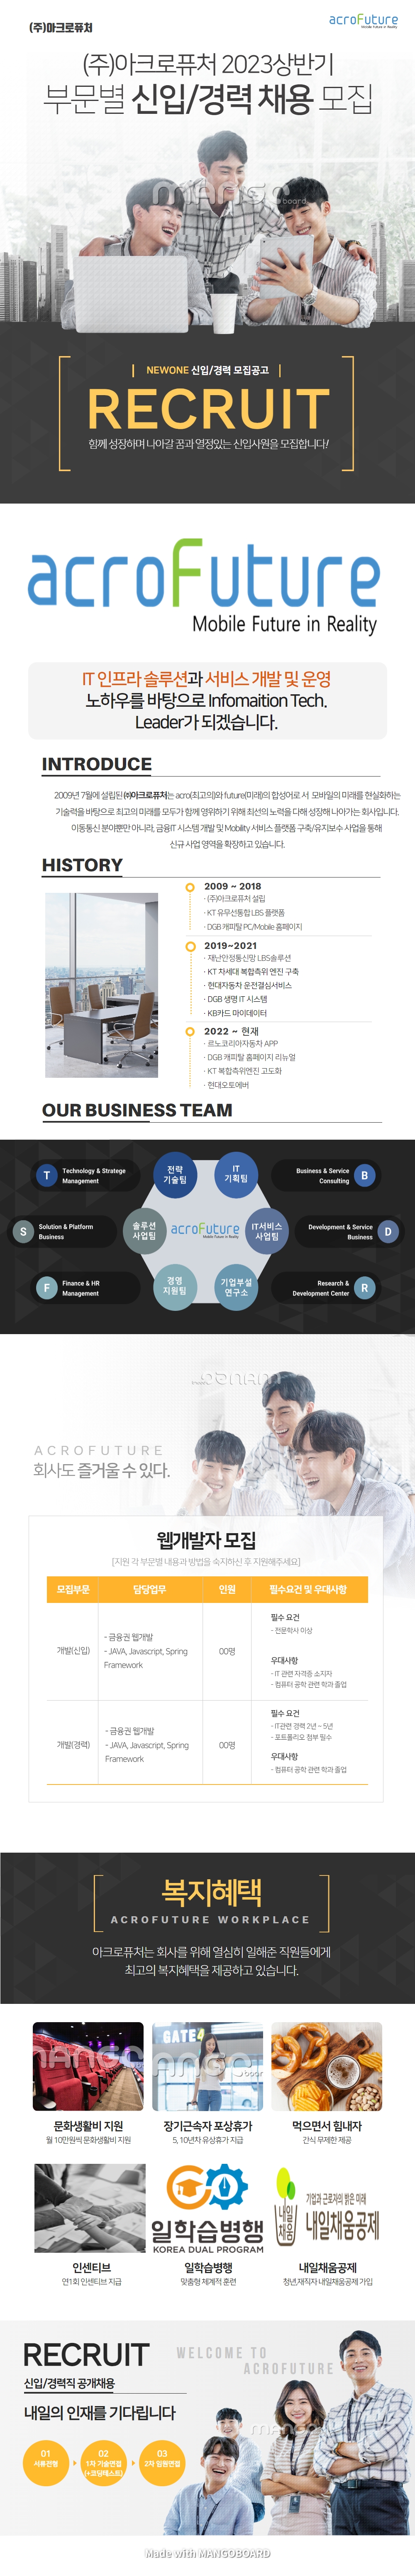 (주)아크로퓨처
acroFuture
Mobile Future in Reality
(주)아크로퓨처 2023상반기
부문별 신입/경력 채용 모집
mango board
NEWONE 신입/경력 모집공고
RECRUIT
함께 성장하며 나아갈 꿈과 열정있는 신입사원을 모집합니다!
acroFuture
Mobile Future in Reality
IT 인프라 솔루션과 서비스 개발 및 운영
노하우를 바탕으로 Infomaition Tech.
Leader가 되겠습니다.
INTRODUCE
2009년 7월에 설립된 ㈜아크로퓨처는 acro(최고의)와 future(미래)의 합성어로 서 모바일의 미래를 현실화하는
기술력을 바탕으로 최고의 미래를 모두가 함께 영위하기 위해 최선의 노력을 다해 성장해 나아가는 회사입니다.
이동통신 분야뿐만 아니라, 금융IT 시스템 개발 및 Mobility 서비스 플랫폼 구축/유지보수 사업을 통해
신규 사업 영역을 확장하고 있습니다.
HISTORY
2009 ~ 2018
· (주)아크로퓨처 설립
· KT 유무선통합 LBS 플랫폼
· DGB 캐피탈 PC/Mobile 홈페이지
2019~2021
· 재난안정통신망 LBS솔루션
· KT 차세대 복합측위 엔진 구축
· 현대자동차 운전결심서비스
· DGB 생명 IT 시스템
· KB카드 마이데이터
2022 ~ 현재
· 르노코리아자동차 APP
· DGB 캐피탈 홈페이지 리뉴얼
· KT 복합측위엔진 고도화
· 현대오토에버
OUR BUSINESS TEAM
T Technology & Stratege
Management
전략
기술팀
IT
기획팀
Business & Service
Consulting B
S Solution & Platform
Business
솔루션
사업팀
acroFuture
Mobile Future in Reality
IT서비스
사업팀
Development & Service
Business D
F Finance & HR
Management
경영
지원팀
기업부설
연구소
Research &
Development Center R
ACROFUTURE
회사도 즐거울 수 있다.
웹개발자 모집
[지원 각 부문별 내용과 방법을 숙지하신 후 지원해주세요]
모집부문 담당업무 인원 필수요건 및 우대사항
개발(신입)
- 금융권 웹개발
- JAVA, Javascript, Spring
Framework
00명
필수 요건
- 전문학사 이상
우대사항
- IT 관련 자격증 소지자
- 컴퓨터 공학 관련 학과 졸업
개발(경력)
- 금융권 웹개발
- JAVA, Javascript, Spring
Framework
00명
필수 요건
- IT관련 경력 2년 ~ 5년
- 포트폴리오 첨부 필수
우대사항
- 컴퓨터 공학 관련 학과 졸업
복지혜택
ACROFUTURE WORKPLACE
아크로퓨처는 회사를 위해 열심히 일해준 직원들에게
최고의 복지혜택을 제공하고 있습니다.
GATE 4
문화생활비 지원
월 10만원씩 문화생활비 지원
장기근속자 포상휴가
5, 10년차 유상휴가 지급
먹으면서 힘내자
간식 무제한 제공
일학습병행
KOREA DUAL PROGRAM
기업과 근로자의 밝은 미래
내일채움공제
내일
채움
인센티브
연1회 인센티브 지급
일학습병행
맞춤형 체계적 훈련
내일채움공제
청년,재직자 내일채움공제 가입
RECRUIT
신입/경력직 공개채용
내일의 인재를 기다립니다
WELCOME TO
ACROFUTURE
01
서류전형
02
1차 기술면접
(+코딩테스트)
03
2차 임원면접
Made with MANGOBOARD